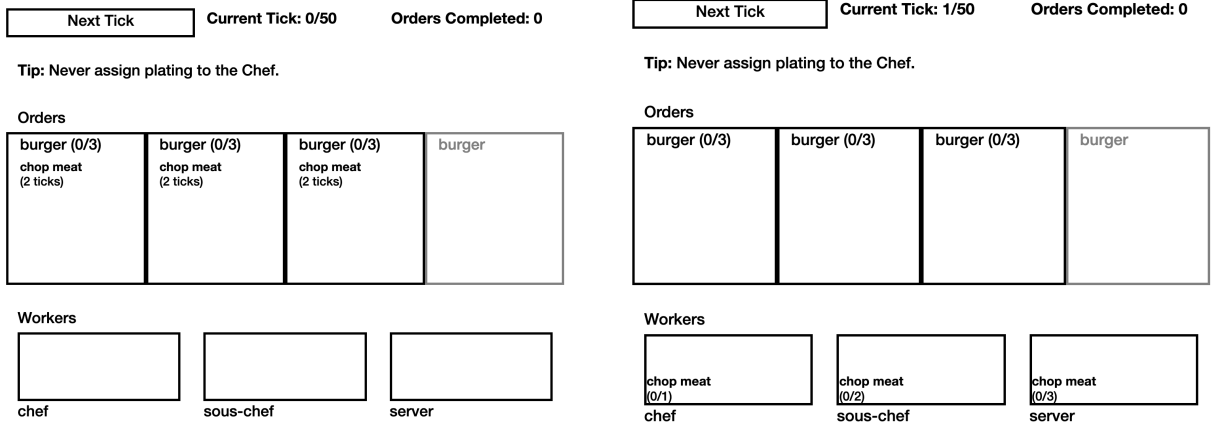 Next Tick
Current Tick: 0/50
Orders Completed: 0
Tip: Never assign plating to the Chef.
Orders
burger (0/3)
chop meat
(2 ticks)
burger (0/3)
chop meat
(2 ticks)
burger (0/3)
chop meat
(2 ticks)
burger
Workers
chef
sous-chef
server
Next Tick
Current Tick: 1/50
Orders Completed: 0
Tip: Never assign plating to the Chef.
Orders
burger (0/3)
burger (0/3)
burger (0/3)
burger
Workers
chop meat
(0/1)
chef
chop meat
(0/2)
sous-chef
chop meat
(0/3)
server